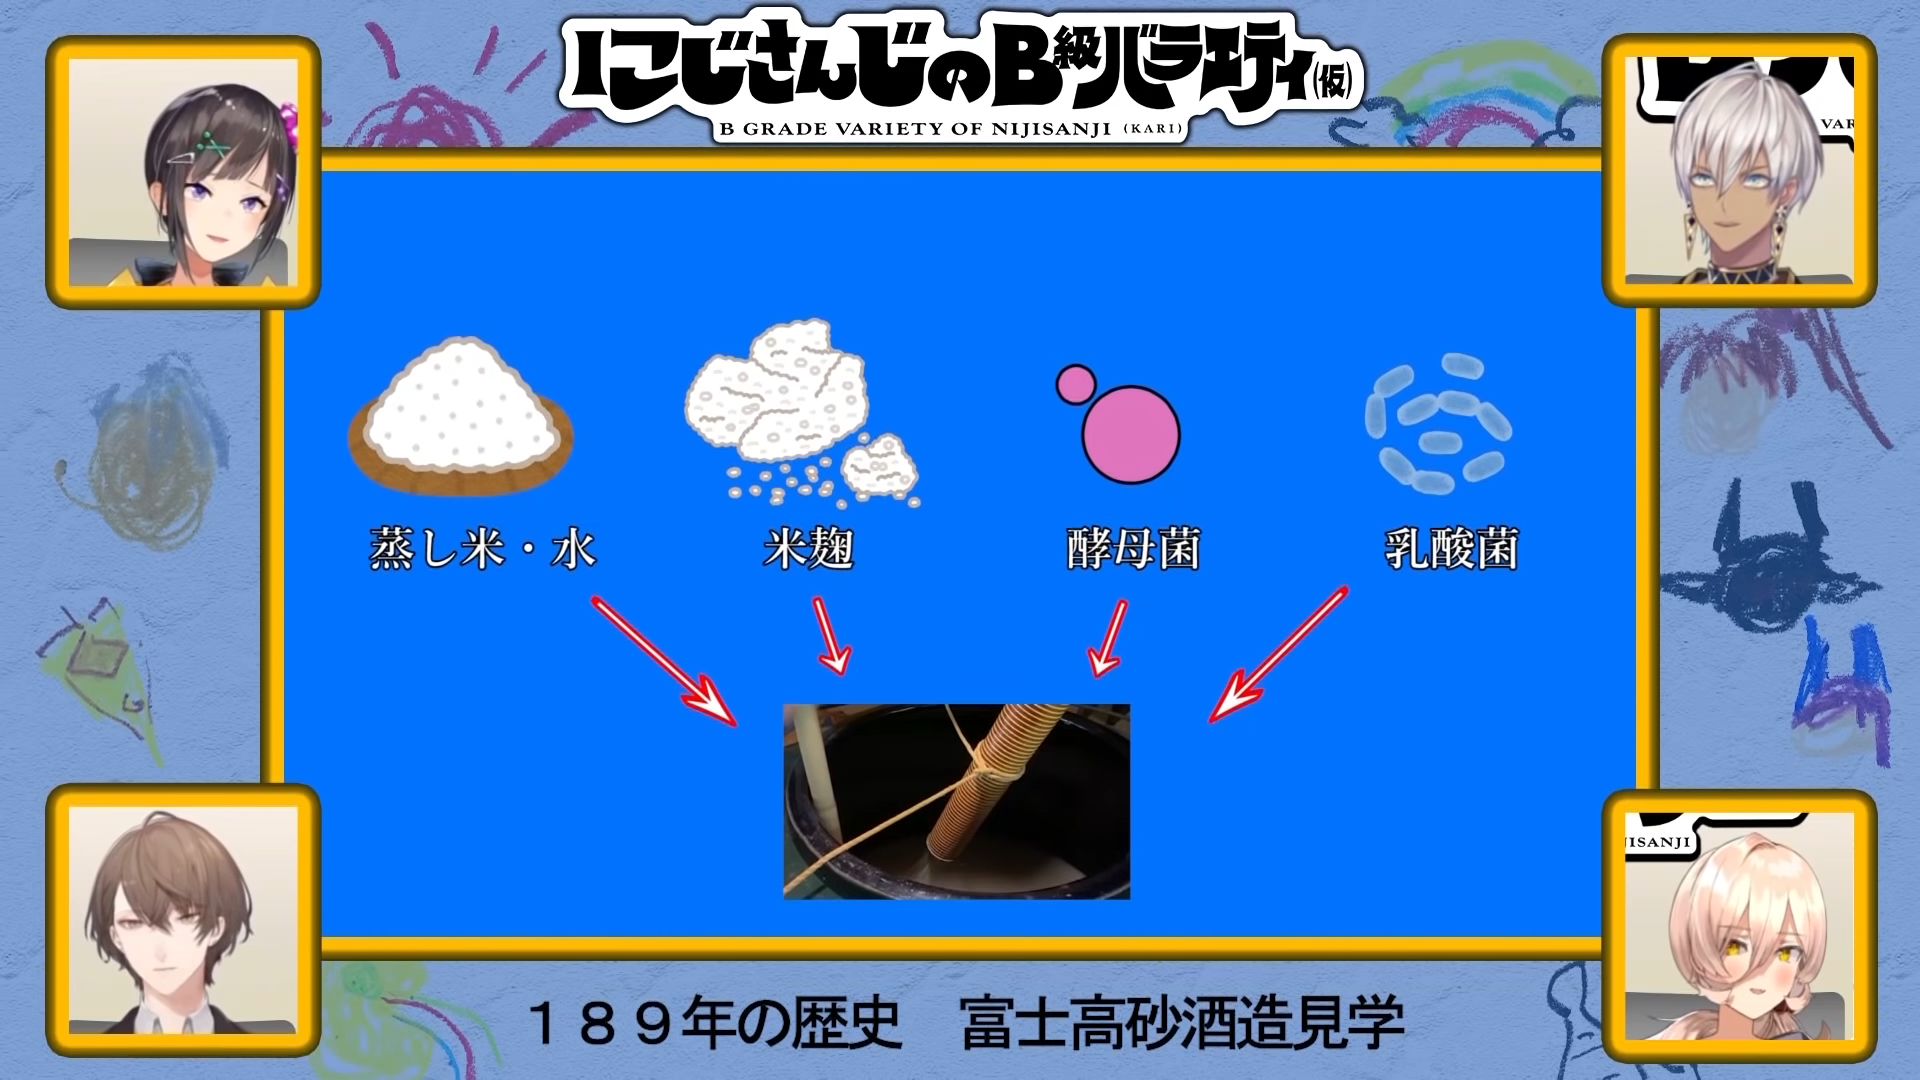 にじさんじのB級バラエティ(仮)
B GRADE VARIETY OF NIJISANJI (KARI)
VAR
蒸し米・水
米麹
酵母菌
乳酸菌
JISANJI
189年の歴史 富士高砂酒造見学